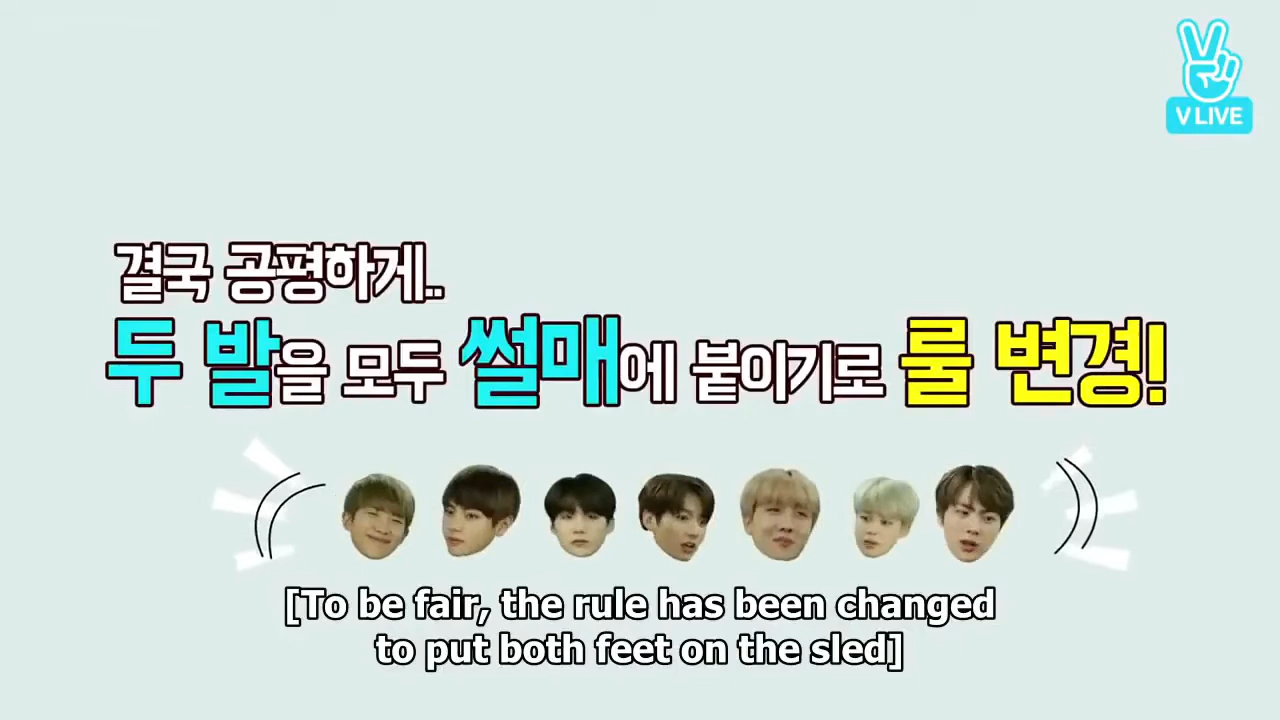 V
V LIVE
결국 공평하게..
두 발을 모두 썰매에 붙이기로 룰 변경!
[To be fair, the rule has been changed
to put both feet on the sled]